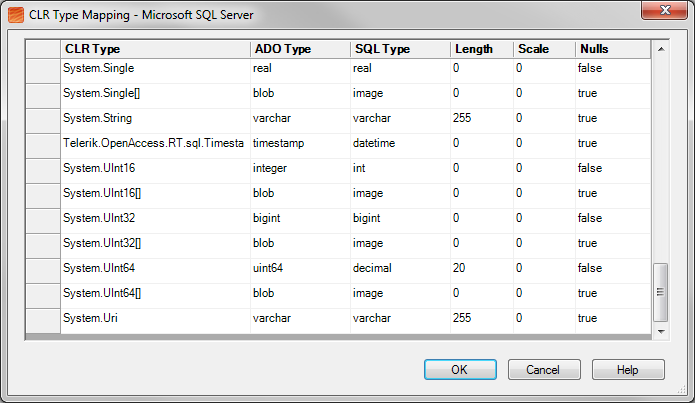 CLR Type Mapping - Microsoft SQL Server
CLR Type ADO Type SQL Type Length Scale Nulls
System.Single real real 0 0 false
System.Single[] blob image 0 0 true
System.String varchar varchar 255 0 true
Telerik.OpenAccess.RT.sql.Timesta timestamp datetime 0 0 true
System.UInt16 integer int 0 0 false
System.UInt16[] blob image 0 0 true
System.UInt32 bigint bigint 0 0 false
System.UInt32[] blob image 0 0 true
System.UInt64 uint64 decimal 20 0 false
System.UInt64[] blob image 0 0 true
System.Uri varchar varchar 255 0 true
OK Cancel Help